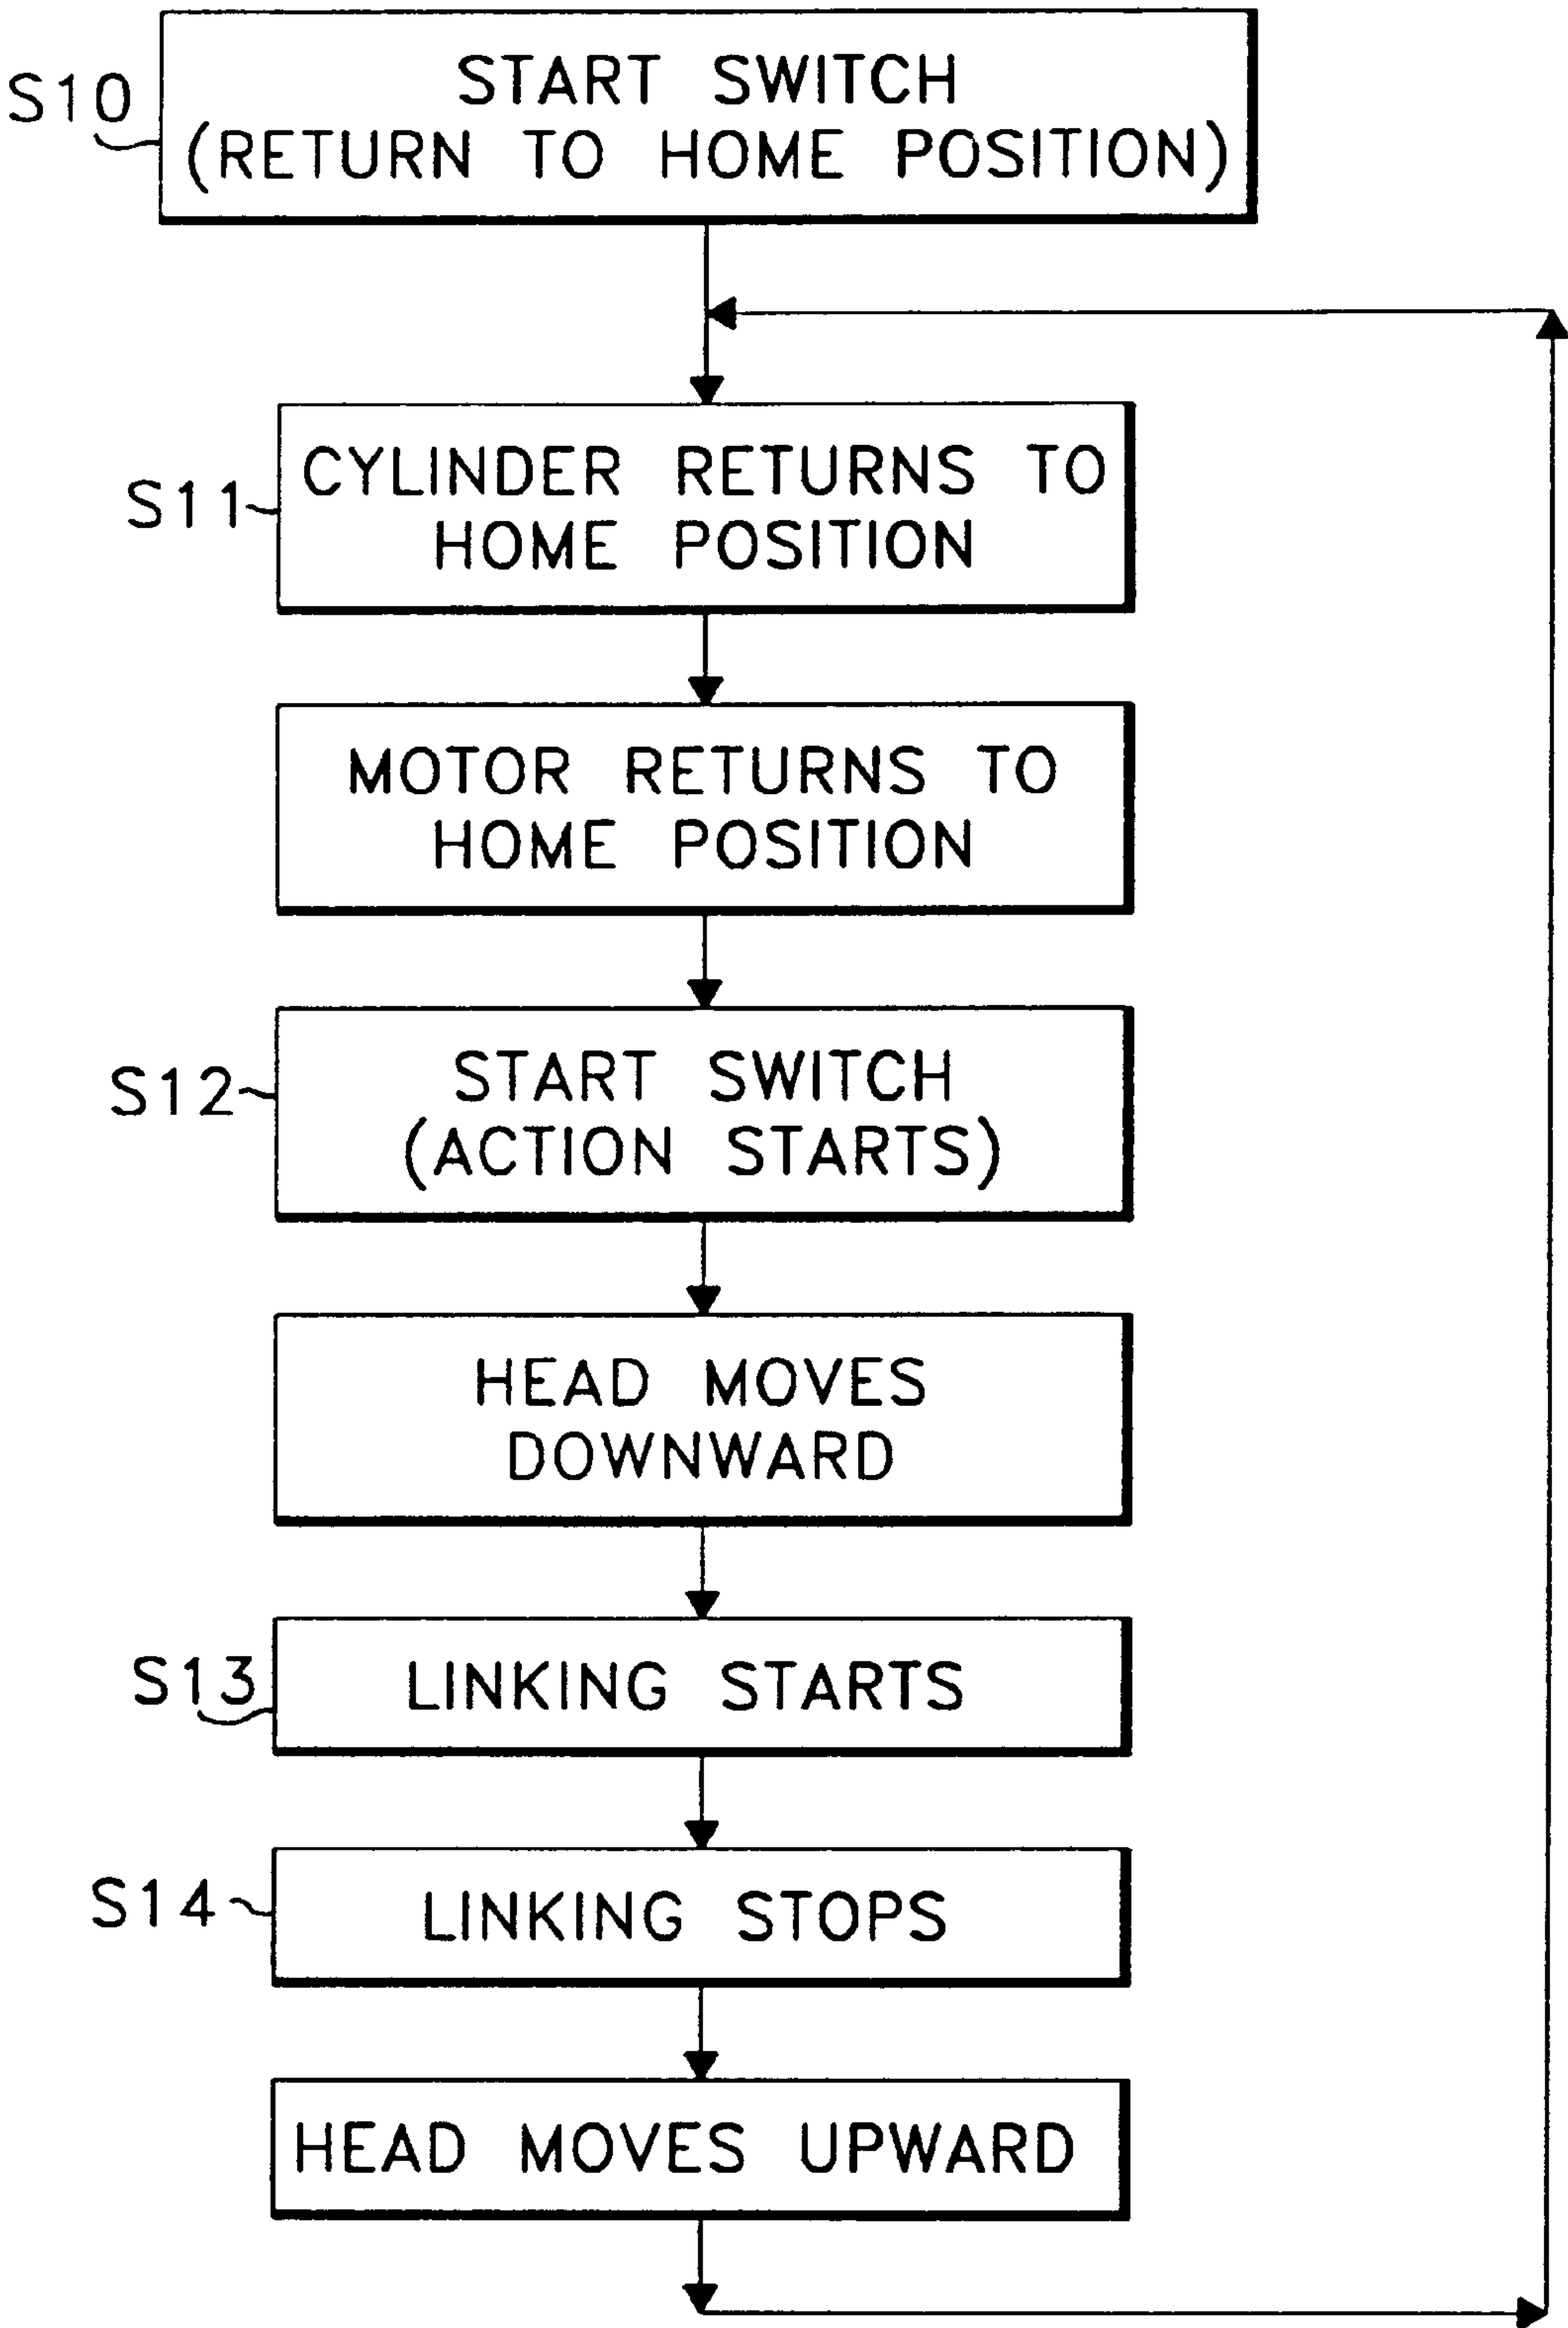 S10
START SWITCH
(RETURN TO HOME POSITION)
S11
CYLINDER RETURNS TO
HOME POSITION
MOTOR RETURNS TO
HOME POSITION
S12
START SWITCH
(ACTION STARTS)
HEAD MOVES
DOWNWARD
S13
LINKING STARTS
S14
LINKING STOPS
HEAD MOVES UPWARD